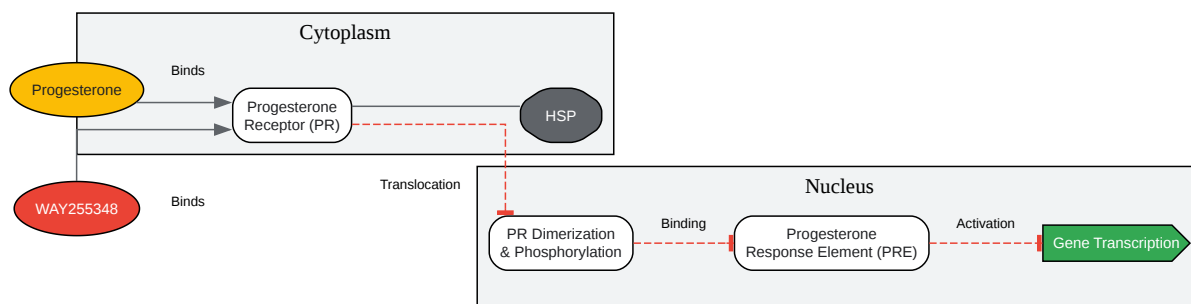 Cytoplasm
Binds
Progesterone
Progesterone
Receptor (PR)
HSP
Translocation
Nucleus
WAY255348
Binds
PR Dimerization
& Phosphorylation
Binding
Progesterone
Response Element (PRE)
Activation
Gene Transcription